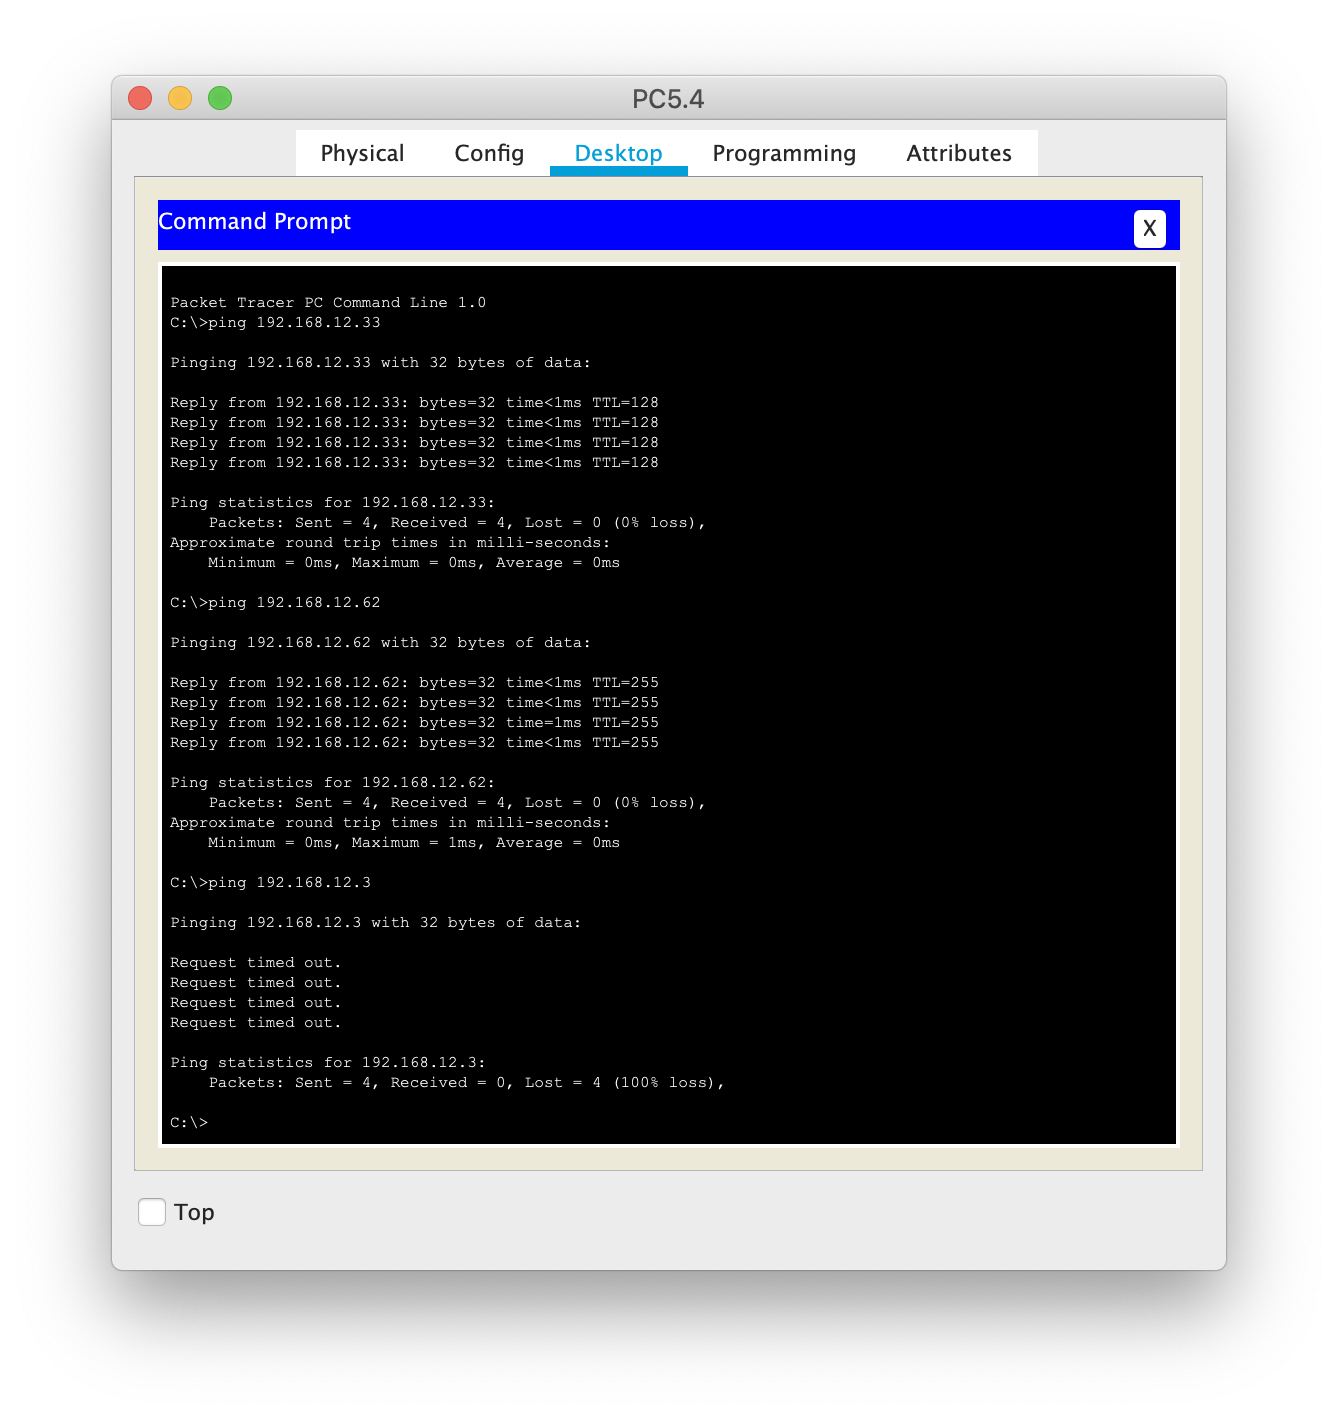 PC5.4
Physical Config Desktop Programming Attributes
Command Prompt
X
Packet Tracer PC Command Line 1.0
C:\>ping 192.168.12.33
Pinging 192.168.12.33 with 32 bytes of data:
Reply from 192.168.12.33: bytes=32 time<1ms TTL=128
Reply from 192.168.12.33: bytes=32 time<1ms TTL=128
Reply from 192.168.12.33: bytes=32 time<1ms TTL=128
Reply from 192.168.12.33: bytes=32 time<1ms TTL=128
Ping statistics for 192.168.12.33:
    Packets: Sent = 4, Received = 4, Lost = 0 (0% loss),
Approximate round trip times in milli-seconds:
    Minimum = 0ms, Maximum = 0ms, Average = 0ms
C:\>ping 192.168.12.62
Pinging 192.168.12.62 with 32 bytes of data:
Reply from 192.168.12.62: bytes=32 time<1ms TTL=255
Reply from 192.168.12.62: bytes=32 time<1ms TTL=255
Reply from 192.168.12.62: bytes=32 time=1ms TTL=255
Reply from 192.168.12.62: bytes=32 time<1ms TTL=255
Ping statistics for 192.168.12.62:
    Packets: Sent = 4, Received = 4, Lost = 0 (0% loss),
Approximate round trip times in milli-seconds:
    Minimum = 0ms, Maximum = 1ms, Average = 0ms
C:\>ping 192.168.12.3
Pinging 192.168.12.3 with 32 bytes of data:
Request timed out.
Request timed out.
Request timed out.
Request timed out.
Ping statistics for 192.168.12.3:
    Packets: Sent = 4, Received = 0, Lost = 4 (100% loss),
C:\>
Top